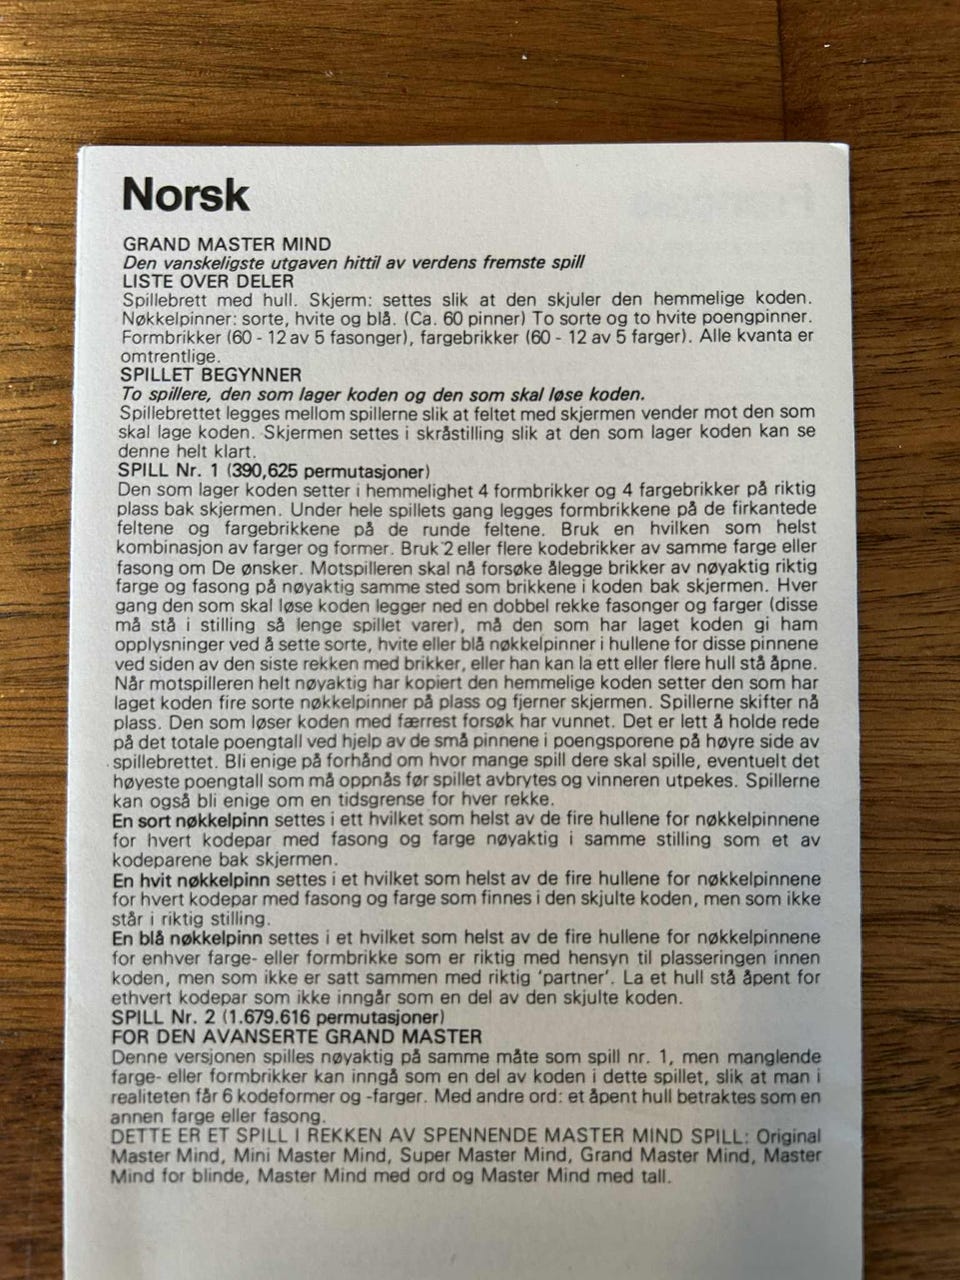 Norsk
GRAND MASTER MIND
Den vanskeligste utgaven hittil av verdens fremste spill
LISTE OVER DELER
Spillebrett med hull. Skjerm: settes slik at den skjuler den hemmelige koden.
Nøkkelpinner: sorte, hvite og blå. (Ca. 60 pinner) To sorte og to hvite poengpinner.
Formbrikker (60 - 12 av 5 fasonger), fargebrikker (60 - 12 av 5 farger). Alle kvanta er
omtrentlige.
SPILLET BEGYNNER
To spillere, den som lager koden og den som skal løse koden.
Spillebrettet legges mellom spillerne slik at feltet med skjermen vender mot den som
skal lage koden. Skjermen settes i skråstilling slik at den som lager koden kan se
denne helt klart.
SPILL Nr. 1 (390,625 permutasjoner)
Den som lager koden setter i hemmelighet 4 formbrikker og 4 fargebrikker på riktig
plass bak skjermen. Under hele spillets gang legges formbrikkene på de firkantede
feltene og fargebrikkene på de runde feltene. Bruk en hvilken som helst
kombinasjon av farger og former. Bruk 2 eller flere kodebrikker av samme farge eller
fasong om De ønsker. Motspilleren skal nå forsøke ålegge brikker av nøyaktig riktig
farge og fasong på nøyaktig samme sted som brikkene i koden bak skjermen. Hver
gang den som skal løse koden legger ned en dobbel rekke fasonger og farger (disse
må stå i stilling så lenge spillet varer), må den som har laget koden gi ham
opplysninger ved å sette sorte, hvite eller blå nøkkelpinner i hullene for disse pinnene
ved siden av den siste rekken med brikker, eller han kan la ett eller flere hull stå åpne.
Når motspilleren helt nøyaktig har kopiert den hemmelige koden setter den som har
laget koden fire sorte nøkkelpinner på plass og fjerner skjermen. Spillerne skifter nå
plass. Den som løser koden med færrest forsøk har vunnet. Det er lett å holde rede
på det totale poengtall ved hjelp av de små pinnene i poengsporene på høyre side av
spillebrettet. Bli enige på forhånd om hvor mange spill dere skal spille, eventuelt det
høyeste poengtall som må oppnås før spillet avbrytes og vinneren utpekes. Spillerne
kan også bli enige om en tidsgrense for hver rekke.
En sort nøkkelpinn settes i ett hvilket som helst av de fire hullene for nøkkelpinnene
for hvert kodepar med fasong og farge nøyaktig i samme stilling som et av
kodeparene bak skjermen.
En hvit nøkkelpinn settes i et hvilket som helst av de fire hullene for nøkkelpinnene
for hvert kodepar med fasong og farge som finnes i den skjulte koden, men som ikke
står i riktig stilling.
En blå nøkkelpinn settes i et hvilket som helst av de fire hullene for nøkkelpinnene
for enhver farge- eller formbrikke som er riktig med hensyn til plasseringen innen
koden, men som ikke er satt sammen med riktig 'partner'. La et hull stå åpent for
ethvert kodepar som ikke inngår som en del av den skjulte koden.
SPILL Nr. 2 (1.679.616 permutasjoner)
FOR DEN AVANSERTE GRAND MASTER
Denne versjonen spilles nøyaktig på samme måte som spill nr. 1, men manglende
farge- eller formbrikker kan inngå som en del av koden i dette spillet, slik at man i
realiteten får 6 kodeformer og -farger. Med andre ord: et åpent hull betraktes som en
annen farge eller fasong.
DETTE ER ET SPILL I REKKEN AV SPENNENDE MASTER MIND SPILL: Original
Master Mind, Mini Master Mind, Super Master Mind, Grand Master Mind, Master
Mind for blinde, Master Mind med ord og Master Mind med tall.